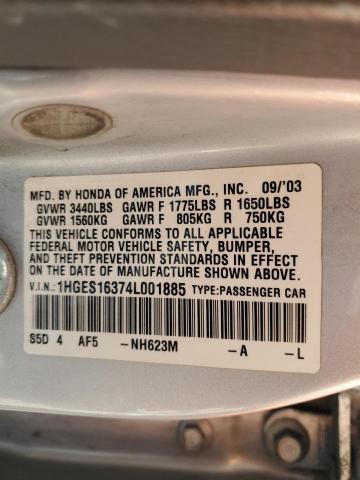 MFD. BY HONDA OF AMERICA MFG., INC. 09/'03
GVWR 3440LBS GAWR F 1775LBS R 1650LBS
GVWR 1560KG GAWR F 805KG R 750KG
THIS VEHICLE CONFORMS TO ALL APPLICABLE
FEDERAL MOTOR VEHICLE SAFETY, BUMPER,
AND THEFT PREVENTION STANDARDS IN EFFECT
ON THE DATE OF MANUFACTURE SHOWN ABOVE.
V.I.N.: 1HGES16374L001885 TYPE:PASSENGER CAR
S5D 4 AF5 -NH623M -A -L